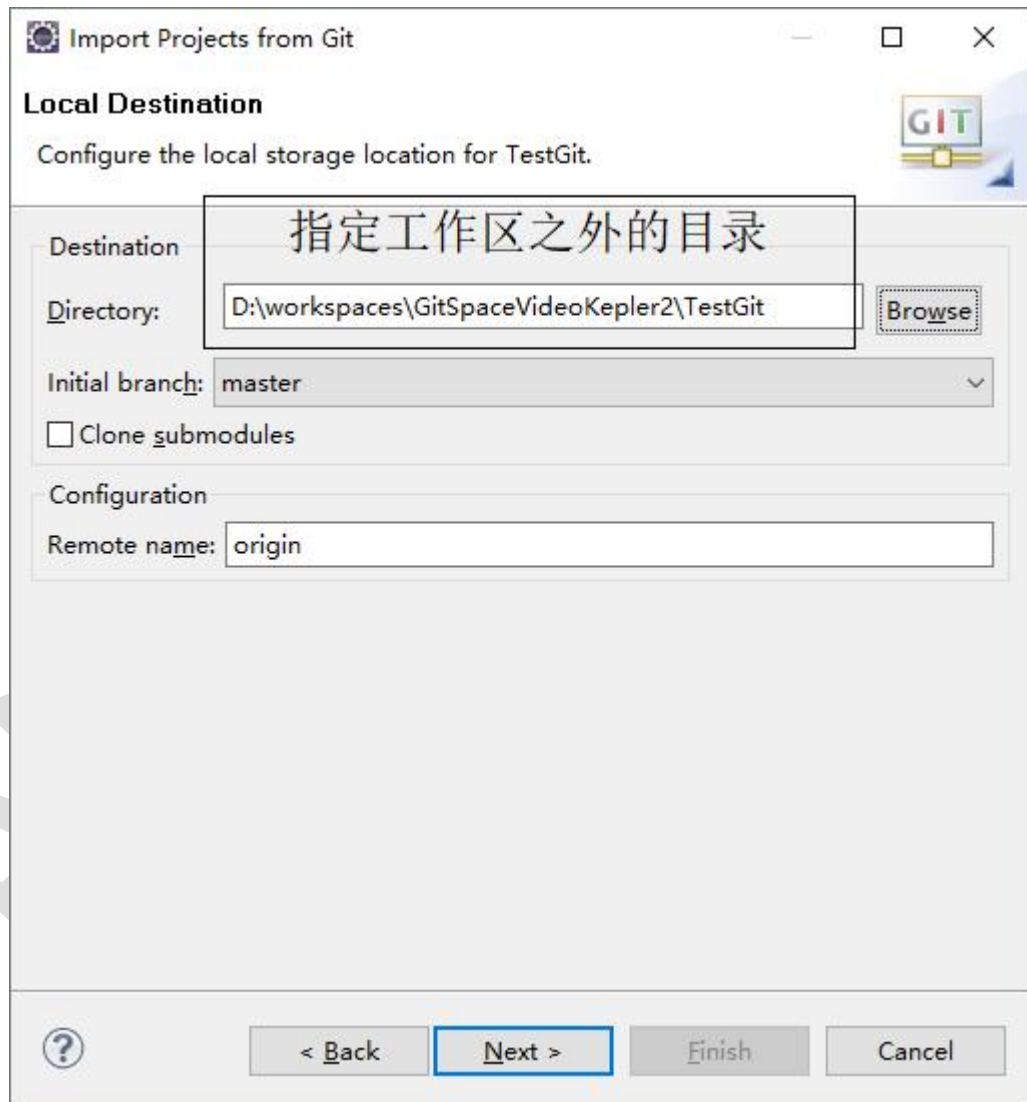 Import Projects from Git
Local Destination
GIT
Configure the local storage location for TestGit.
指定工作区之外的目录
Destination
Directory: D:\workspaces\GitSpaceVideoKepler2\TestGit Browse
Initial branch: master
Clone submodules
Configuration
Remote name: origin
? < Back Next > Finish Cancel